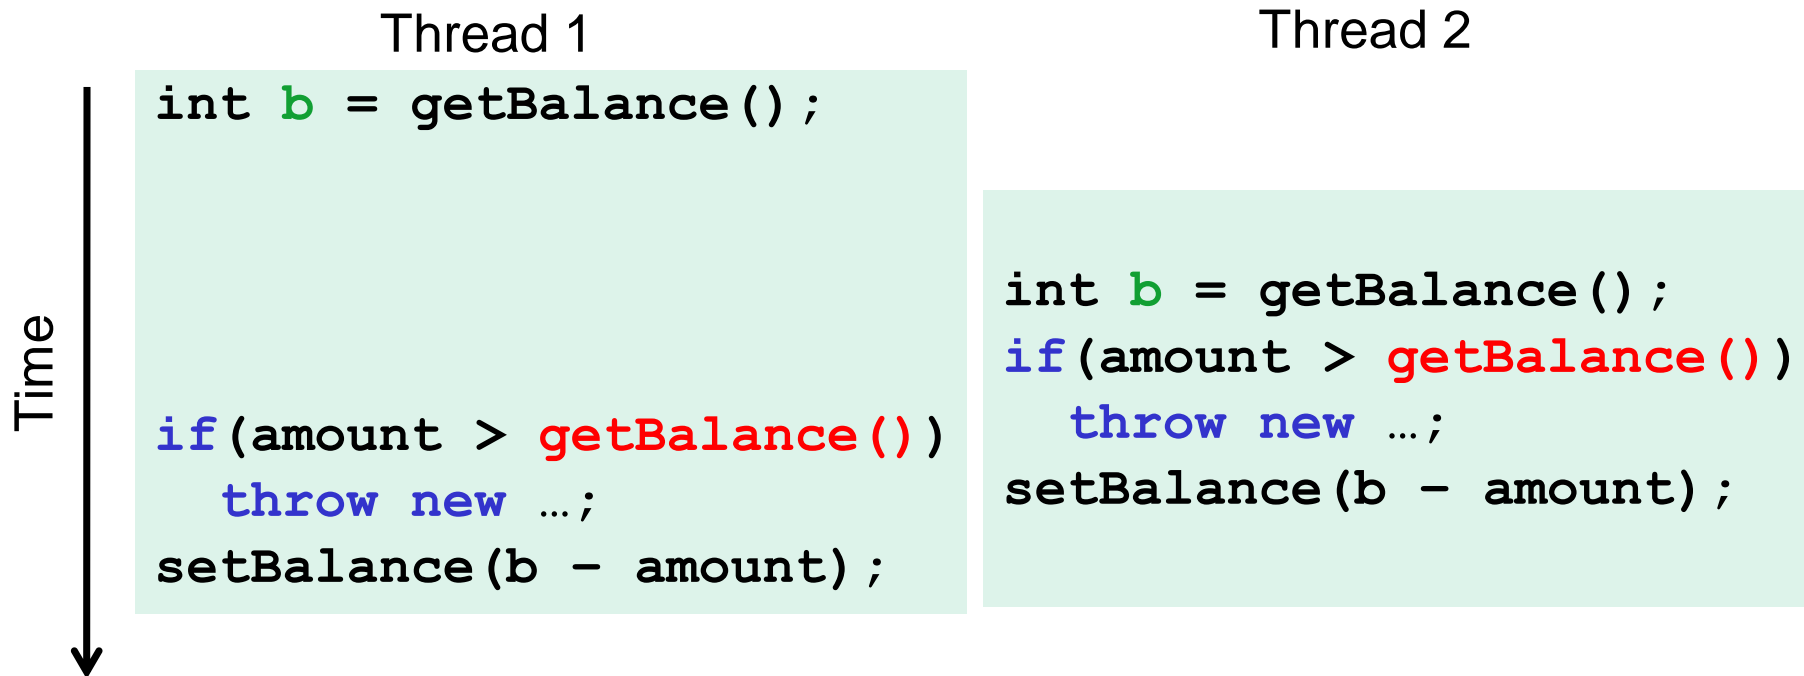 Thread 1
Thread 2
Time
int b = getBalance();
if(amount > getBalance())
  throw new …;
setBalance(b – amount);
int b = getBalance();
if(amount > getBalance())
  throw new …;
setBalance(b – amount);